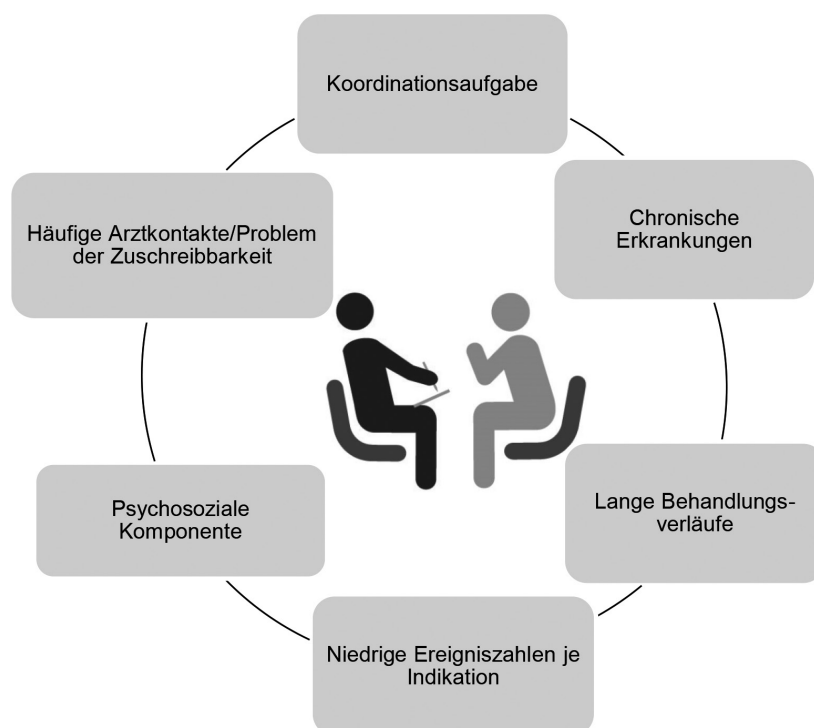 Koordinationsaufgabe
Chronische
Erkrankungen
Lange Behandlungs-
verläufe
Niedrige Ereigniszahlen je
Indikation
Psychosoziale
Komponente
Häufige Arztkontakte/Problem
der Zuschreibbarkeit